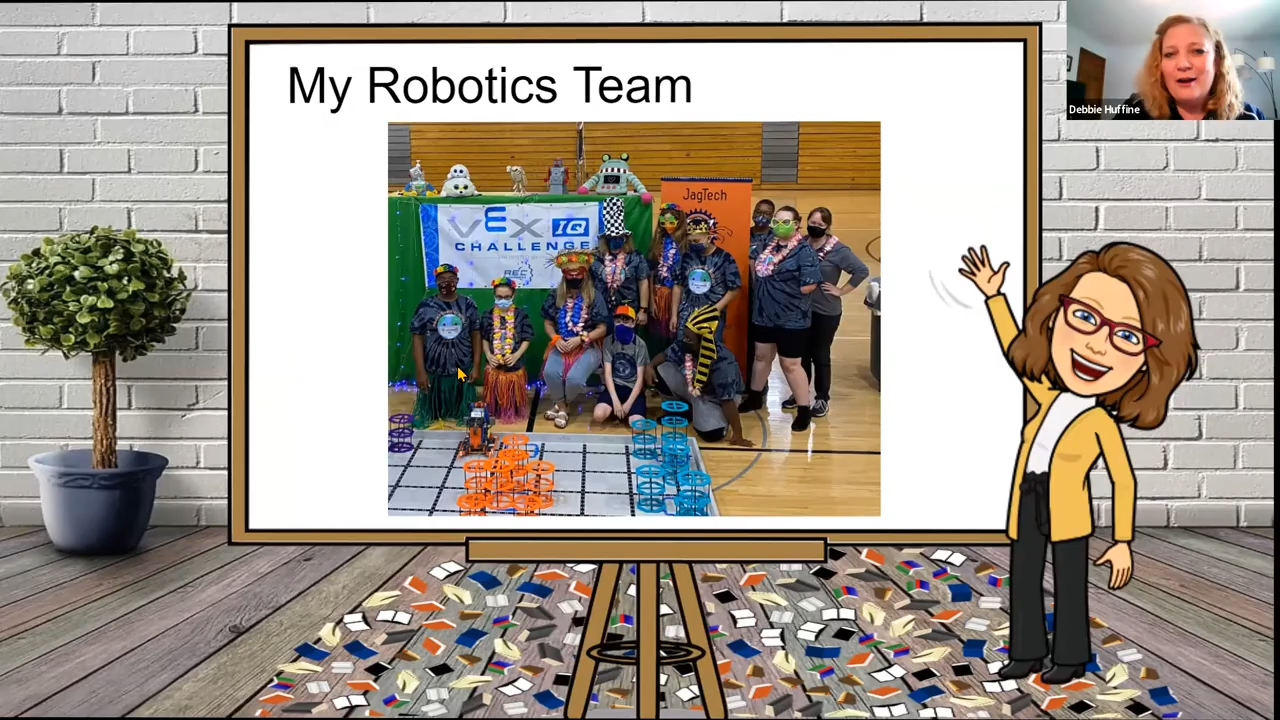 My Robotics Team
Debbie Huffine
JagTech
VEX IQ
CHALLENGE
REC